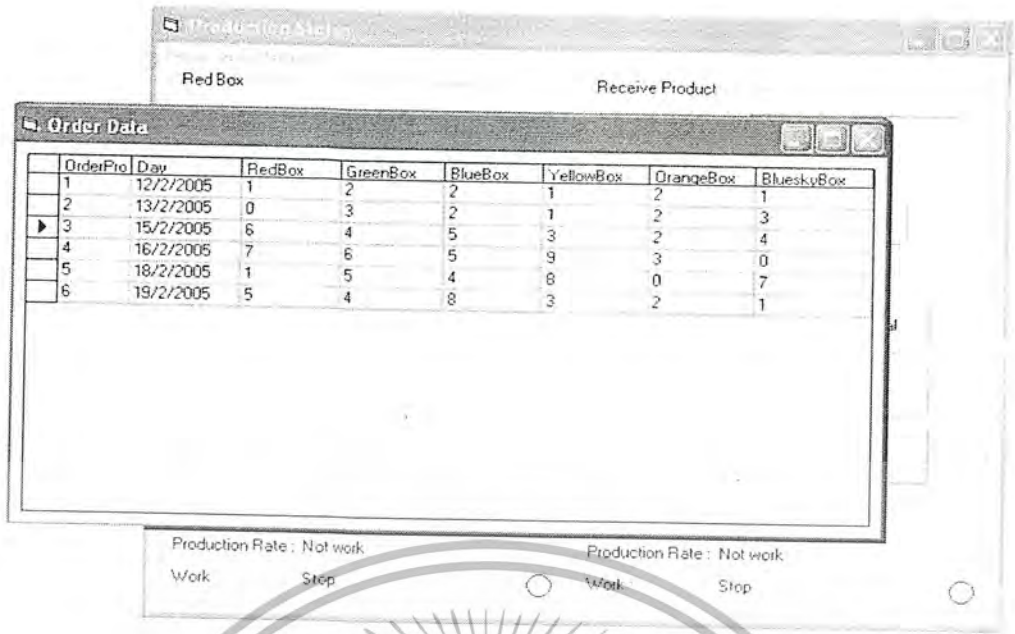 Production Status
Red Box Receive Product
Order Data
OrderPro Day RedBox GreenBox BlueBox YellowBox OrangeBox BlueskyBox
1 12/2/2005 1 2 2 1 2 1
2 13/2/2005 0 3 2 1 2 3
3 15/2/2005 6 4 5 3 2 4
4 16/2/2005 7 6 5 9 3 0
5 18/2/2005 1 5 4 8 0 7
6 19/2/2005 5 4 8 3 2 1
Production Rate : Not work Production Rate : Not work
Work Stop Work Stop